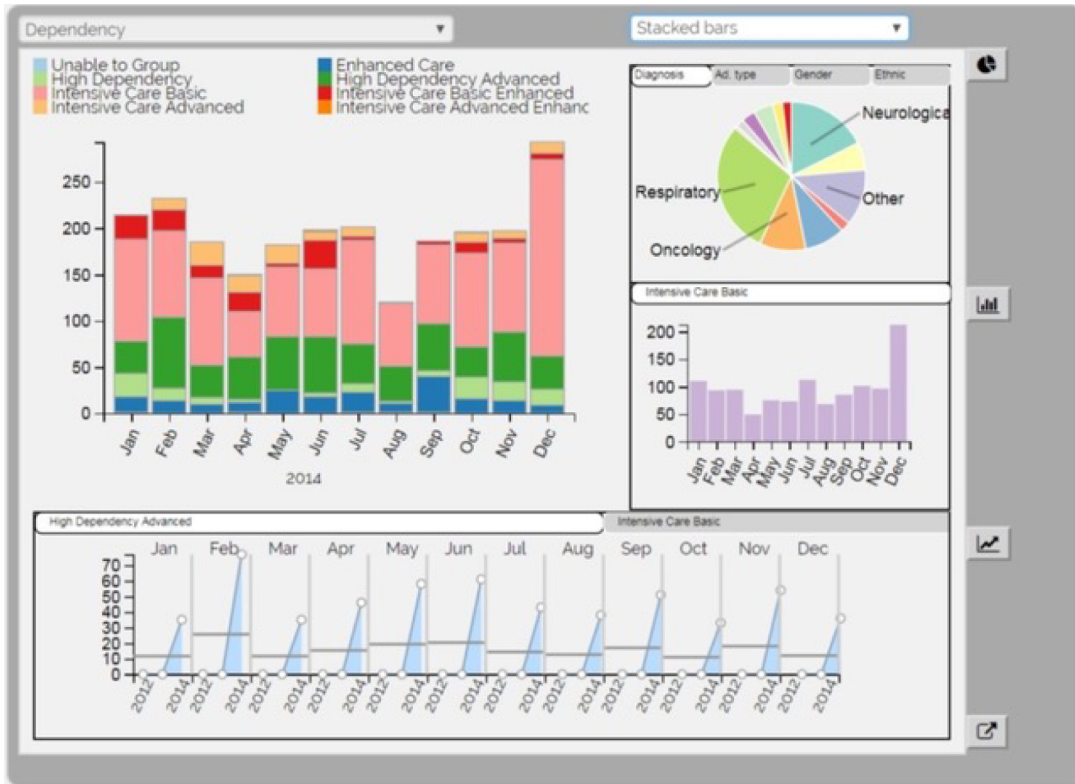 Dependency
Stacked bars
Unable to Group
Enhanced Care
High Dependency
High Dependency Advanced
Intensive Care Basic
Intensive Care Basic Enhanced
Intensive Care Advanced
Intensive Care Advanced Enhanc
250
200
150
100
50
0
Jan Feb Mar Apr May Jun Jul Aug Sep Oct Nov Dec
2014
Diagnosis Ad. type Gender Ethnic
Neurologica
Respiratory
Other
Oncology
Intensive Care Basic
200
150
100
50
0
Jan Feb Mar Apr May Jun Jul Aug Sep Oct Nov Dec
High Dependency Advanced
Intensive Care Basic
Jan Feb Mar Apr May Jun Jul Aug Sep Oct Nov Dec
70
60
50
40
30
20
10
0
2012 2014 2012 2014 2012 2014 2012 2014 2012 2014 2012 2014 2012 2014 2012 2014 2012 2014 2012 2014 2012 2014 2012 2014